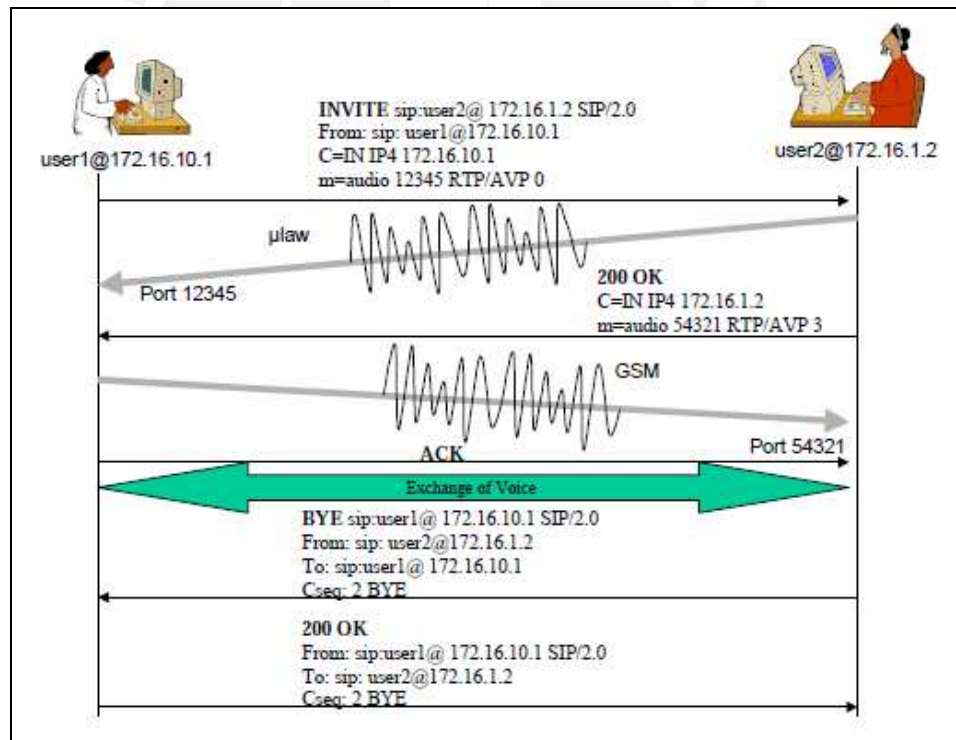 user1@172.16.10.1
user2@172.16.1.2
INVITE sip:user2@ 172.16.1.2 SIP/2.0
From: sip: user1@172.16.10.1
C=IN IP4 172.16.10.1
m=audio 12345 RTP/AVP 0
µlaw
Port 12345
200 OK
C=IN IP4 172.16.1.2
m=audio 54321 RTP/AVP 3
GSM
Port 54321
ACK
Exchange of Voice
BYE sip:user1@ 172.16.10.1 SIP/2.0
From: sip: user2@172.16.1.2
To: sip:user1@ 172.16.10.1
Cseq: 2 BYE
200 OK
From: sip:user1@ 172.16.10.1 SIP/2.0
To: sip: user2@172.16.1.2
Cseq: 2 BYE